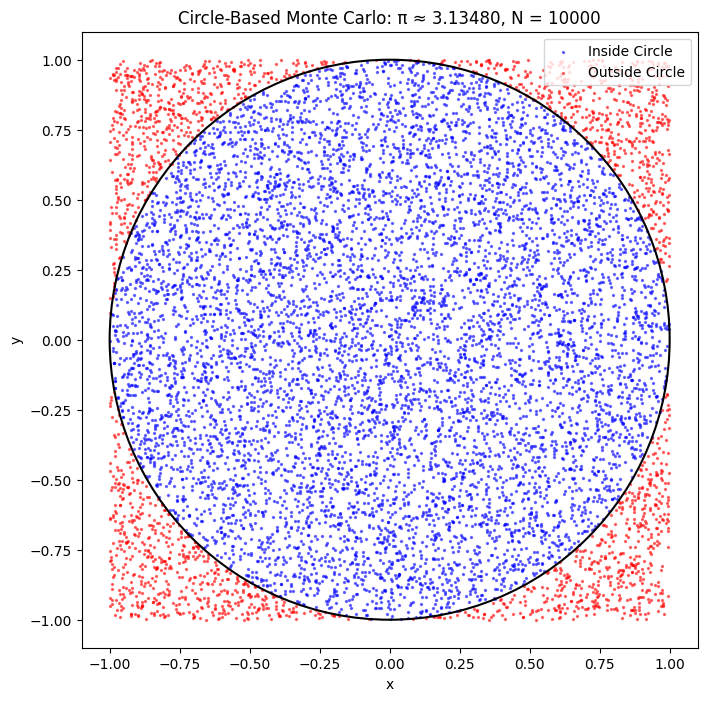 Circle-Based Monte Carlo: π ≈ 3.13480, N = 10000
Inside Circle
Outside Circle
1.00
0.75
0.50
0.25
0.00
−0.25
−0.50
−0.75
−1.00
y
−1.00 −0.75 −0.50 −0.25 0.00 0.25 0.50 0.75 1.00
x